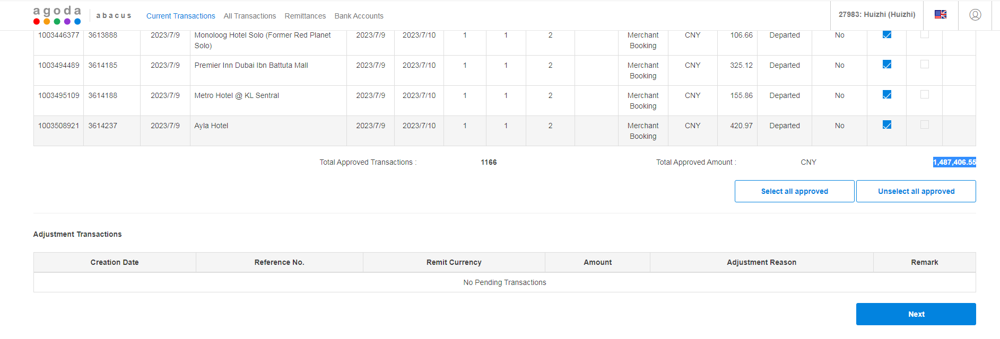 agoda
abacus
Current Transactions All Transactions Remittances Bank Accounts
27983: Huizhi (Huizhi)
1003446377 3613888 2023/7/9 Monoloog Hotel Solo (Former Red Planet 2023/7/9 2023/7/10 1 1 2 Merchant CNY 106.66 Departed No
Solo) Booking
1003494489 3614185 2023/7/9 Premier Inn Dubai Ibn Battuta Mall 2023/7/9 2023/7/10 1 1 2 Merchant CNY 325.12 Departed No
Booking
1003495109 3614188 2023/7/9 Metro Hotel @ KL Sentral 2023/7/9 2023/7/10 1 1 2 Merchant CNY 155.86 Departed No
Booking
1003508921 3614237 2023/7/9 Ayla Hotel 2023/7/9 2023/7/10 1 1 2 Merchant CNY 420.97 Departed No
Booking
Total Approved Transactions : 1166 Total Approved Amount : CNY 1,487,406.55
Select all approved Unselect all approved
Adjustment Transactions
Creation Date Reference No. Remit Currency Amount Adjustment Reason Remark
No Pending Transactions
Next